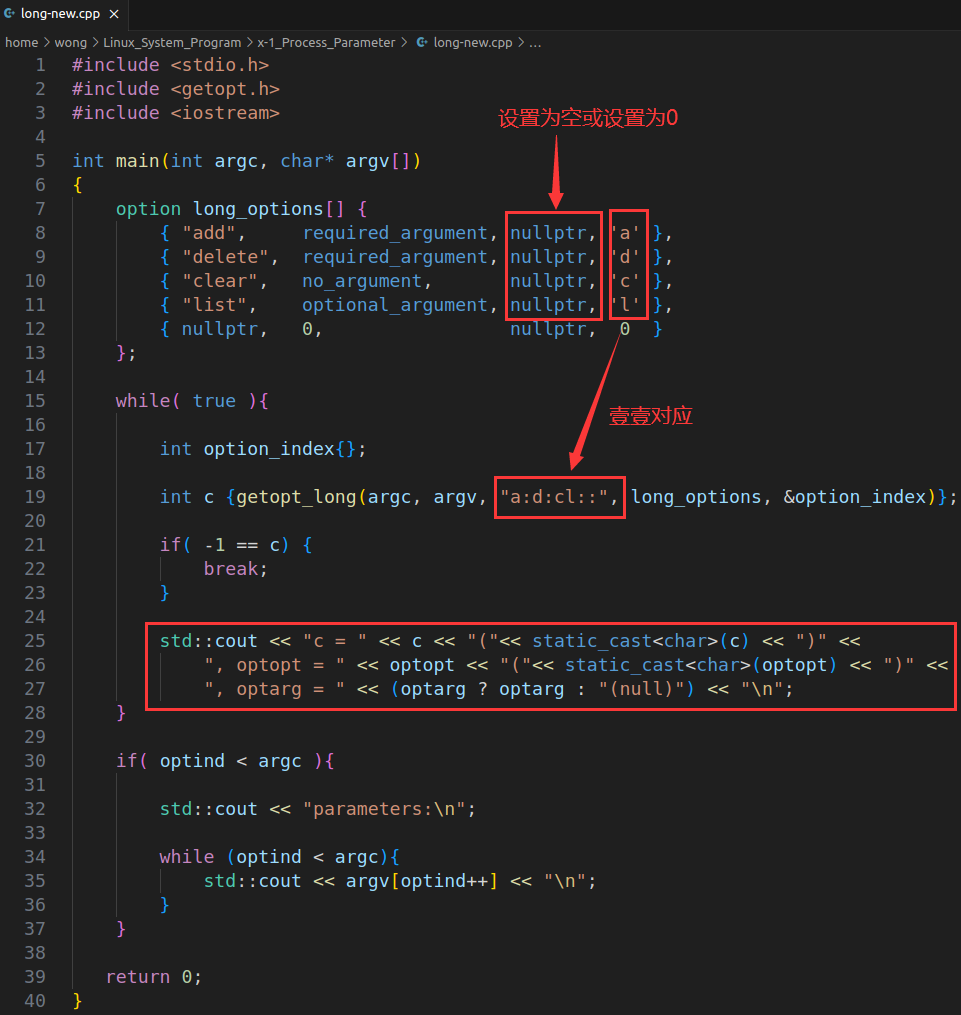 long-new.cpp ×
home > wong > Linux_System_Program > x-1_Process_Parameter > long-new.cpp > ...
1 #include <stdio.h>
2 #include <getopt.h>
3 #include <iostream>
设置为空或设置为0
4
5 int main(int argc, char* argv[])
6 {
7     option long_options[] {
8         { "add",     required_argument, nullptr, 'a' },
9         { "delete",  required_argument, nullptr, 'd' },
10         { "clear",   no_argument,       nullptr, 'c' },
11         { "list",    optional_argument, nullptr, 'l' },
12         { nullptr,   0,                 nullptr,  0  }
13     };
14
15     while( true ){
壹壹对应
16
17         int option_index{};
18
19         int c {getopt_long(argc, argv, "a:d:cl::", long_options, &option_index)};
20
21         if( -1 == c) {
22             break;
23         }
24
25         std::cout << "c = " << c << "("<< static_cast<char>(c) << ")" <<
26             ", optopt = " << optopt << "("<< static_cast<char>(optopt) << ")" <<
27             ", optarg = " << (optarg ? optarg : "(null)") << "\n";
28     }
29
30     if( optind < argc ){
31
32         std::cout << "parameters:\n";
33
34         while (optind < argc){
35             std::cout << argv[optind++] << "\n";
36         }
37     }
38
39    return 0;
40 }